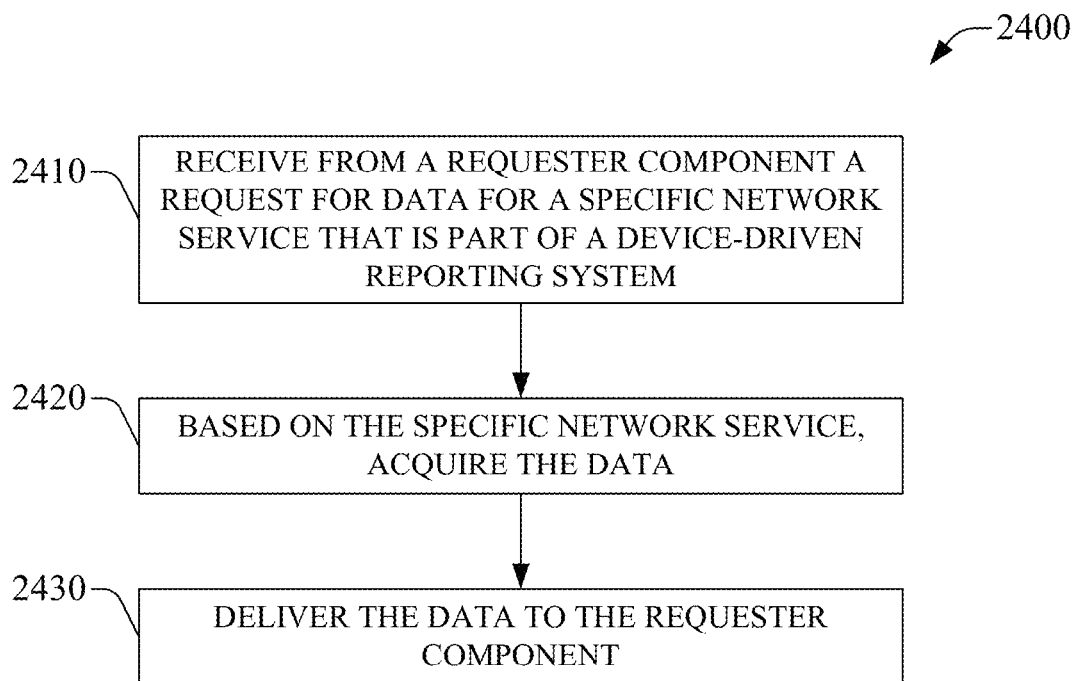 2400
2410
RECEIVE FROM A REQUESTER COMPONENT A
REQUEST FOR DATA FOR A SPECIFIC NETWORK
SERVICE THAT IS PART OF A DEVICE-DRIVEN
REPORTING SYSTEM
2420
BASED ON THE SPECIFIC NETWORK SERVICE,
ACQUIRE THE DATA
2430
DELIVER THE DATA TO THE REQUESTER
COMPONENT